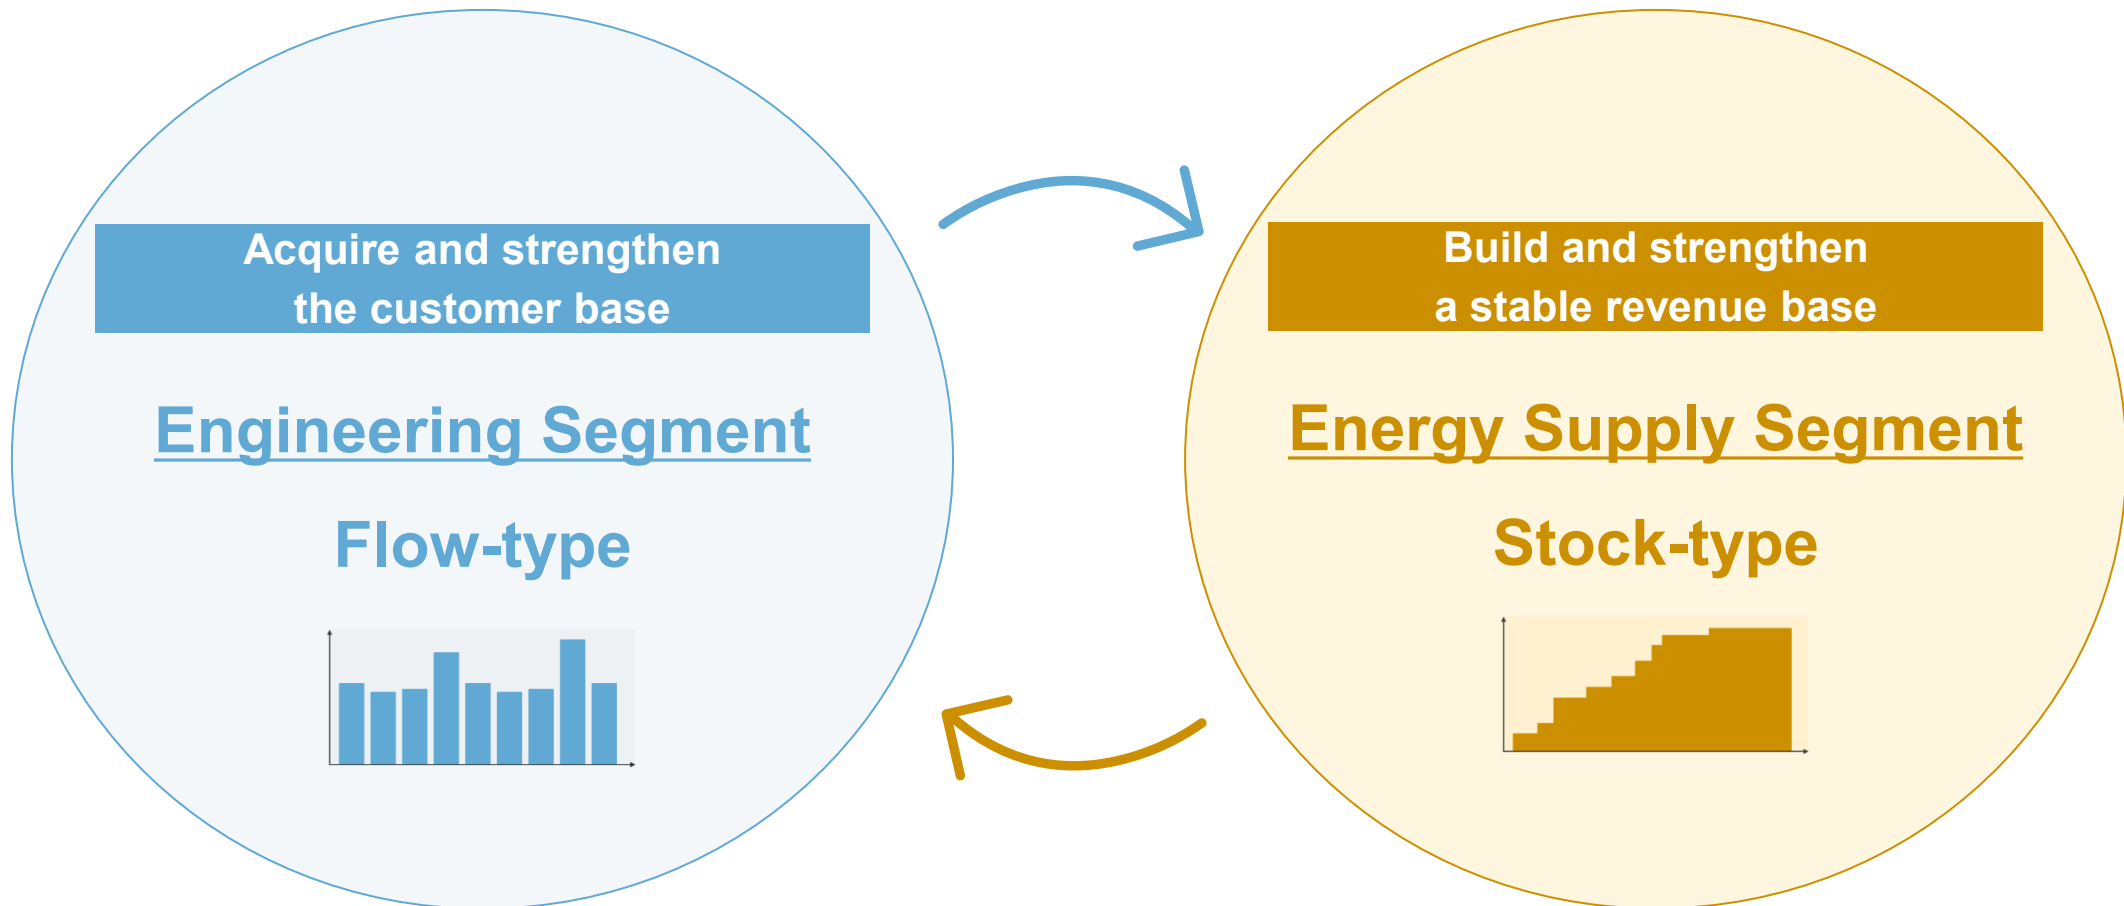 Acquire and strengthen
the customer base
Engineering Segment
Flow-type
Build and strengthen
a stable revenue base
Energy Supply Segment
Stock-type